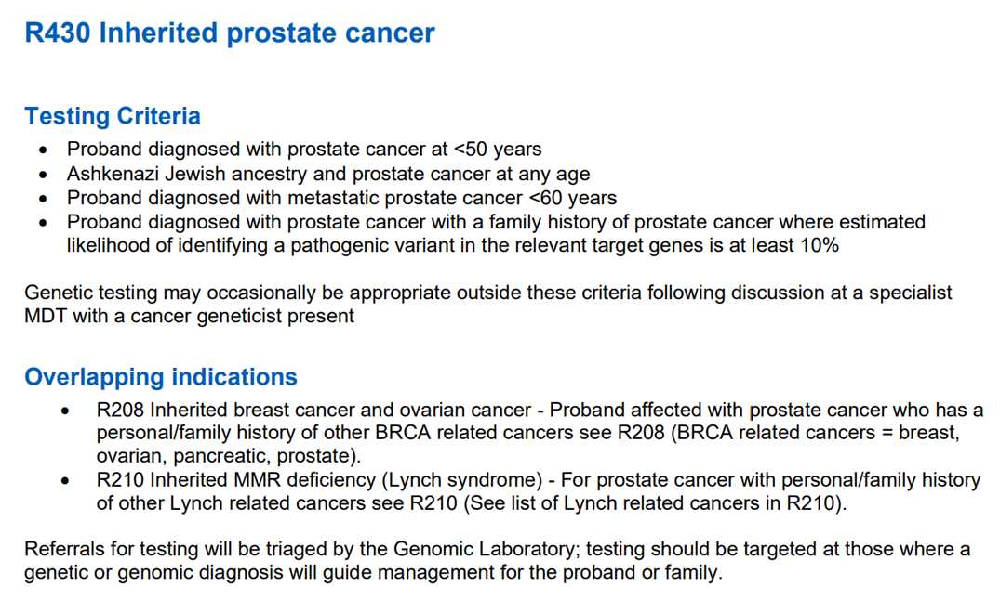 R430 Inherited prostate cancer
Testing Criteria
• Proband diagnosed with prostate cancer at <50 years
• Ashkenazi Jewish ancestry and prostate cancer at any age
• Proband diagnosed with metastatic prostate cancer <60 years
• Proband diagnosed with prostate cancer with a family history of prostate cancer where estimated
likelihood of identifying a pathogenic variant in the relevant target genes is at least 10%
Genetic testing may occasionally be appropriate outside these criteria following discussion at a specialist
MDT with a cancer geneticist present
Overlapping indications
• R208 Inherited breast cancer and ovarian cancer - Proband affected with prostate cancer who has a
personal/family history of other BRCA related cancers see R208 (BRCA related cancers = breast,
ovarian, pancreatic, prostate).
• R210 Inherited MMR deficiency (Lynch syndrome) - For prostate cancer with personal/family history
of other Lynch related cancers see R210 (See list of Lynch related cancers in R210).
Referrals for testing will be triaged by the Genomic Laboratory; testing should be targeted at those where a
genetic or genomic diagnosis will guide management for the proband or family.